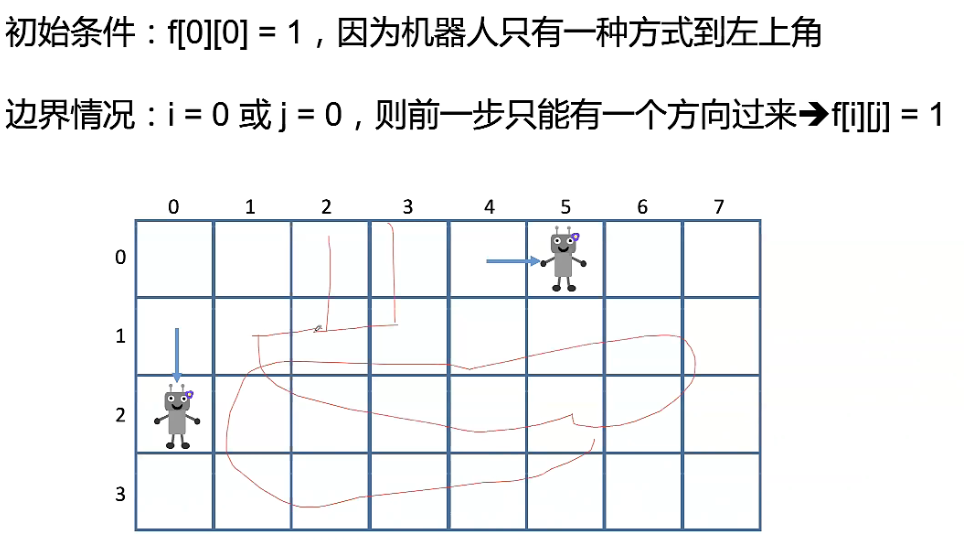 初始条件：f[0][0] = 1，因为机器人只有一种方式到左上角
边界情况：i = 0 或 j = 0，则前一步只能有一个方向过来➔f[i][j] = 1
0 1 2 3 4 5 6 7
0
1
2
3